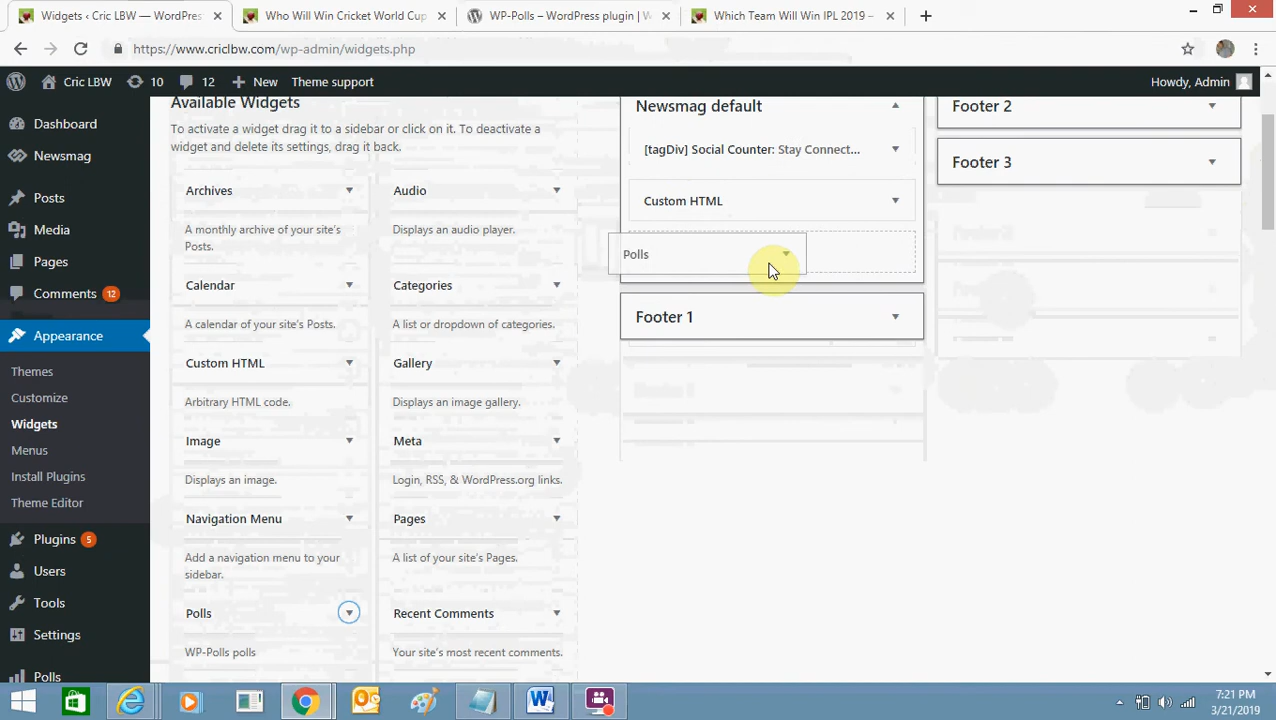 Widgets ‹ Cric LBW — WordPres
Who Will Win Cricket World Cup
WP-Polls – WordPress plugin | W
Which Team Will Win IPL 2019 –
https://www.criclbw.com/wp-admin/widgets.php
Cric LBW
10
12
New
Theme support
Howdy, Admin
Dashboard
Newsmag
Posts
Media
Pages
Comments 12
Appearance
Themes
Customize
Widgets
Menus
Install Plugins
Theme Editor
Plugins 5
Users
Tools
Settings
Polls
Available Widgets
To activate a widget drag it to a sidebar or click on it. To deactivate a
widget and delete its settings, drag it back.
Archives
A monthly archive of your site's
Posts.
Audio
Displays an audio player.
Calendar
A calendar of your site's Posts.
Categories
A list or dropdown of categories.
Custom HTML
Arbitrary HTML code.
Gallery
Displays an image gallery.
Image
Displays an image.
Meta
Login, RSS, & WordPress.org links.
Navigation Menu
Add a navigation menu to your
sidebar.
Pages
A list of your site's Pages.
Polls
WP-Polls polls
Recent Comments
Your site's most recent comments.
Newsmag default
[tagDiv] Social Counter: Stay Connect...
Custom HTML
Polls
Footer 1
Footer 2
Footer 3
7:21 PM
3/21/2019